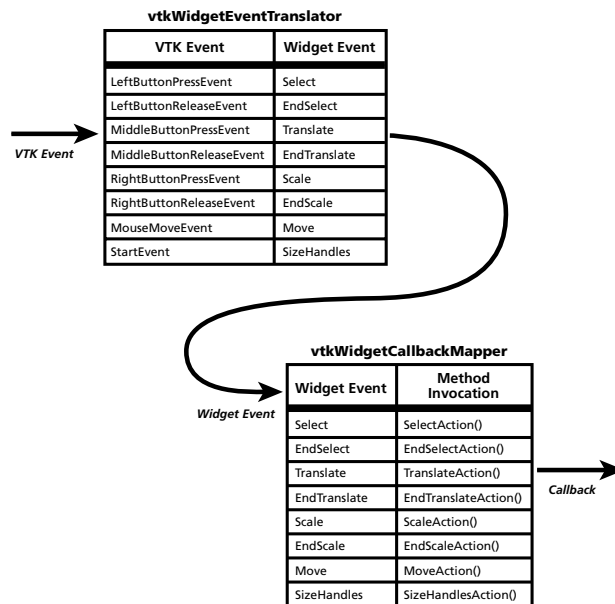 vtkWidgetEventTranslator
VTK Event Widget Event
LeftButtonPressEvent Select
LeftButtonReleaseEvent EndSelect
MiddleButtonPressEvent Translate
MiddleButtonReleaseEvent EndTranslate
RightButtonPressEvent Scale
RightButtonReleaseEvent EndScale
MouseMoveEvent Move
StartEvent SizeHandles
VTK Event
vtkWidgetCallbackMapper
Widget Event Method
Invocation
Select SelectAction()
EndSelect EndSelectAction()
Translate TranslateAction()
EndTranslate EndTranslateAction()
Scale ScaleAction()
EndScale EndScaleAction()
Move MoveAction()
SizeHandles SizeHandlesAction()
Widget Event
Callback